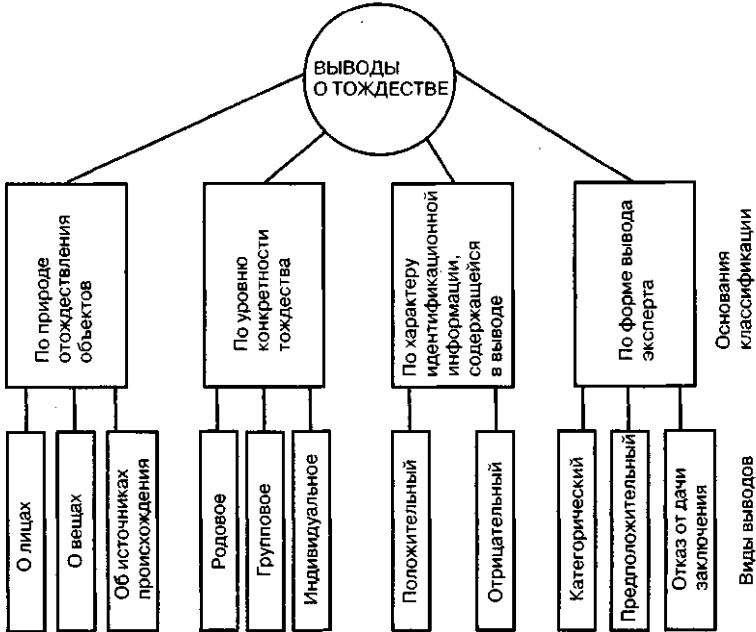 ВЫВОДЫ
О ТОЖДЕСТВЕ
По природе
отождествления
объектов
По уровню
конкретности
тождества
По характеру
идентификационной
информации,
содержащейся
в выводе
По форме вывода
эксперта
Основания
классификации
О лицах
О вещах
Об источниках
происхождения
Родовое
Групповое
Индивидуальное
Положительный
Отрицательный
Категорический
Предположительный
Отказ от дачи
заключения
Виды выводов